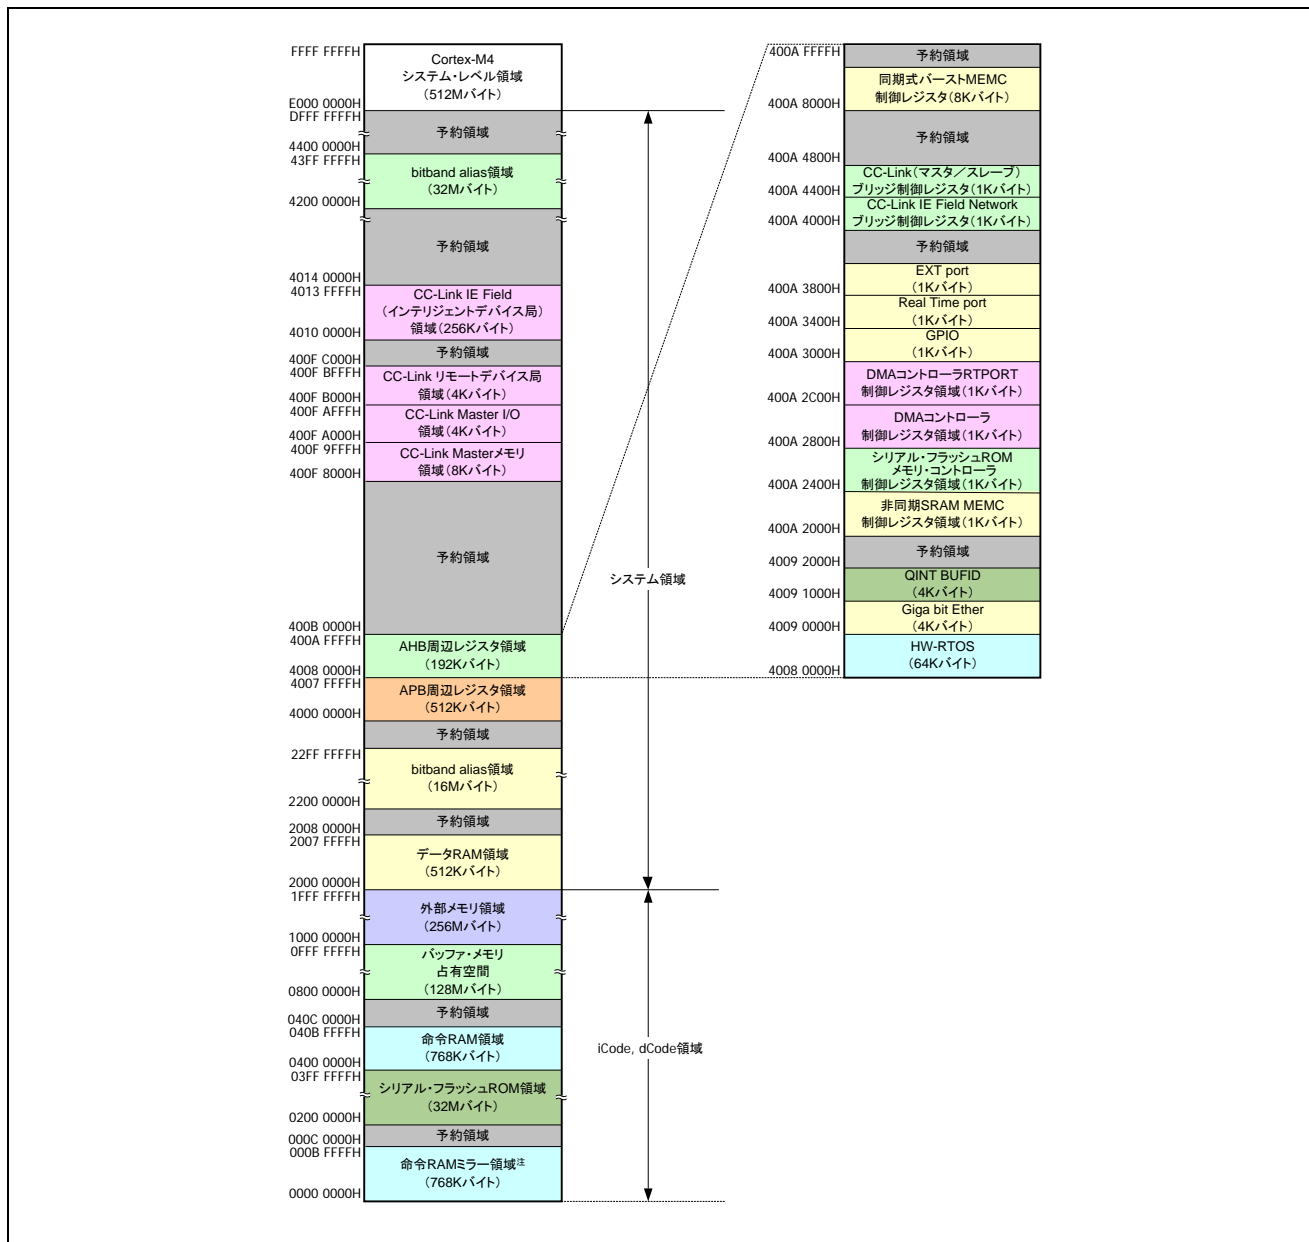 FFFF FFFFH
Cortex-M4
システム・レベル領域
(512Mバイト)
E000 0000H
DFFF FFFFH
予約領域
4400 0000H
43FF FFFFH
bitband alias領域
(32Mバイト)
4200 0000H
予約領域
4014 0000H
4013 FFFFH
CC-Link IE Field
(インテリジェントデバイス局)
領域(256Kバイト)
4010 0000H
予約領域
400F C000H
400F BFFFH
CC-Link リモートデバイス局
領域(4Kバイト)
400F B000H
400F AFFFH
CC-Link Master I/O
領域(4Kバイト)
400F A000H
400F 9FFFH
CC-Link Masterメモリ
領域(8Kバイト)
400F 8000H
予約領域
400B 0000H
400A FFFFH
AHB周辺レジスタ領域
(192Kバイト)
4008 0000H
4007 FFFFH
APB周辺レジスタ領域
(512Kバイト)
4000 0000H
予約領域
22FF FFFFH
bitband alias領域
(16Mバイト)
2200 0000H
予約領域
2008 0000H
2007 FFFFH
データRAM領域
(512Kバイト)
2000 0000H
1FFF FFFFH
外部メモリ領域
(256Mバイト)
1000 0000H
0FFF FFFFH
バッファ・メモリ
占有空間
(128Mバイト)
0800 0000H
予約領域
040C 0000H
040B FFFFH
命令RAM領域
(768Kバイト)
0400 0000H
03FF FFFFH
シリアル・フラッシュROM領域
(32Mバイト)
0200 0000H
予約領域
000C 0000H
000B FFFFH
命令RAMミラー領域注
(768Kバイト)
0000 0000H
システム領域
iCode, dCode領域
400A FFFFH
予約領域
同期式バーストMEMC
制御レジスタ(8Kバイト)
400A 8000H
予約領域
400A 4800H
CC-Link(マスタ/スレーブ)
ブリッジ制御レジスタ(1Kバイト)
400A 4400H
CC-Link IE Field Network
ブリッジ制御レジスタ(1Kバイト)
400A 4000H
予約領域
EXT port
(1Kバイト)
400A 3800H
Real Time port
(1Kバイト)
400A 3400H
GPIO
(1Kバイト)
400A 3000H
DMAコントローラRTPORT
制御レジスタ領域(1Kバイト)
400A 2C00H
DMAコントローラ
制御レジスタ領域(1Kバイト)
400A 2800H
シリアル・フラッシュROM
メモリ・コントローラ
制御レジスタ領域(1Kバイト)
400A 2400H
非同期SRAM MEMC
制御レジスタ領域(1Kバイト)
400A 2000H
予約領域
4009 2000H
QINT BUFID
(4Kバイト)
4009 1000H
Giga bit Ether
(4Kバイト)
4009 0000H
HW-RTOS
(64Kバイト)
4008 0000H